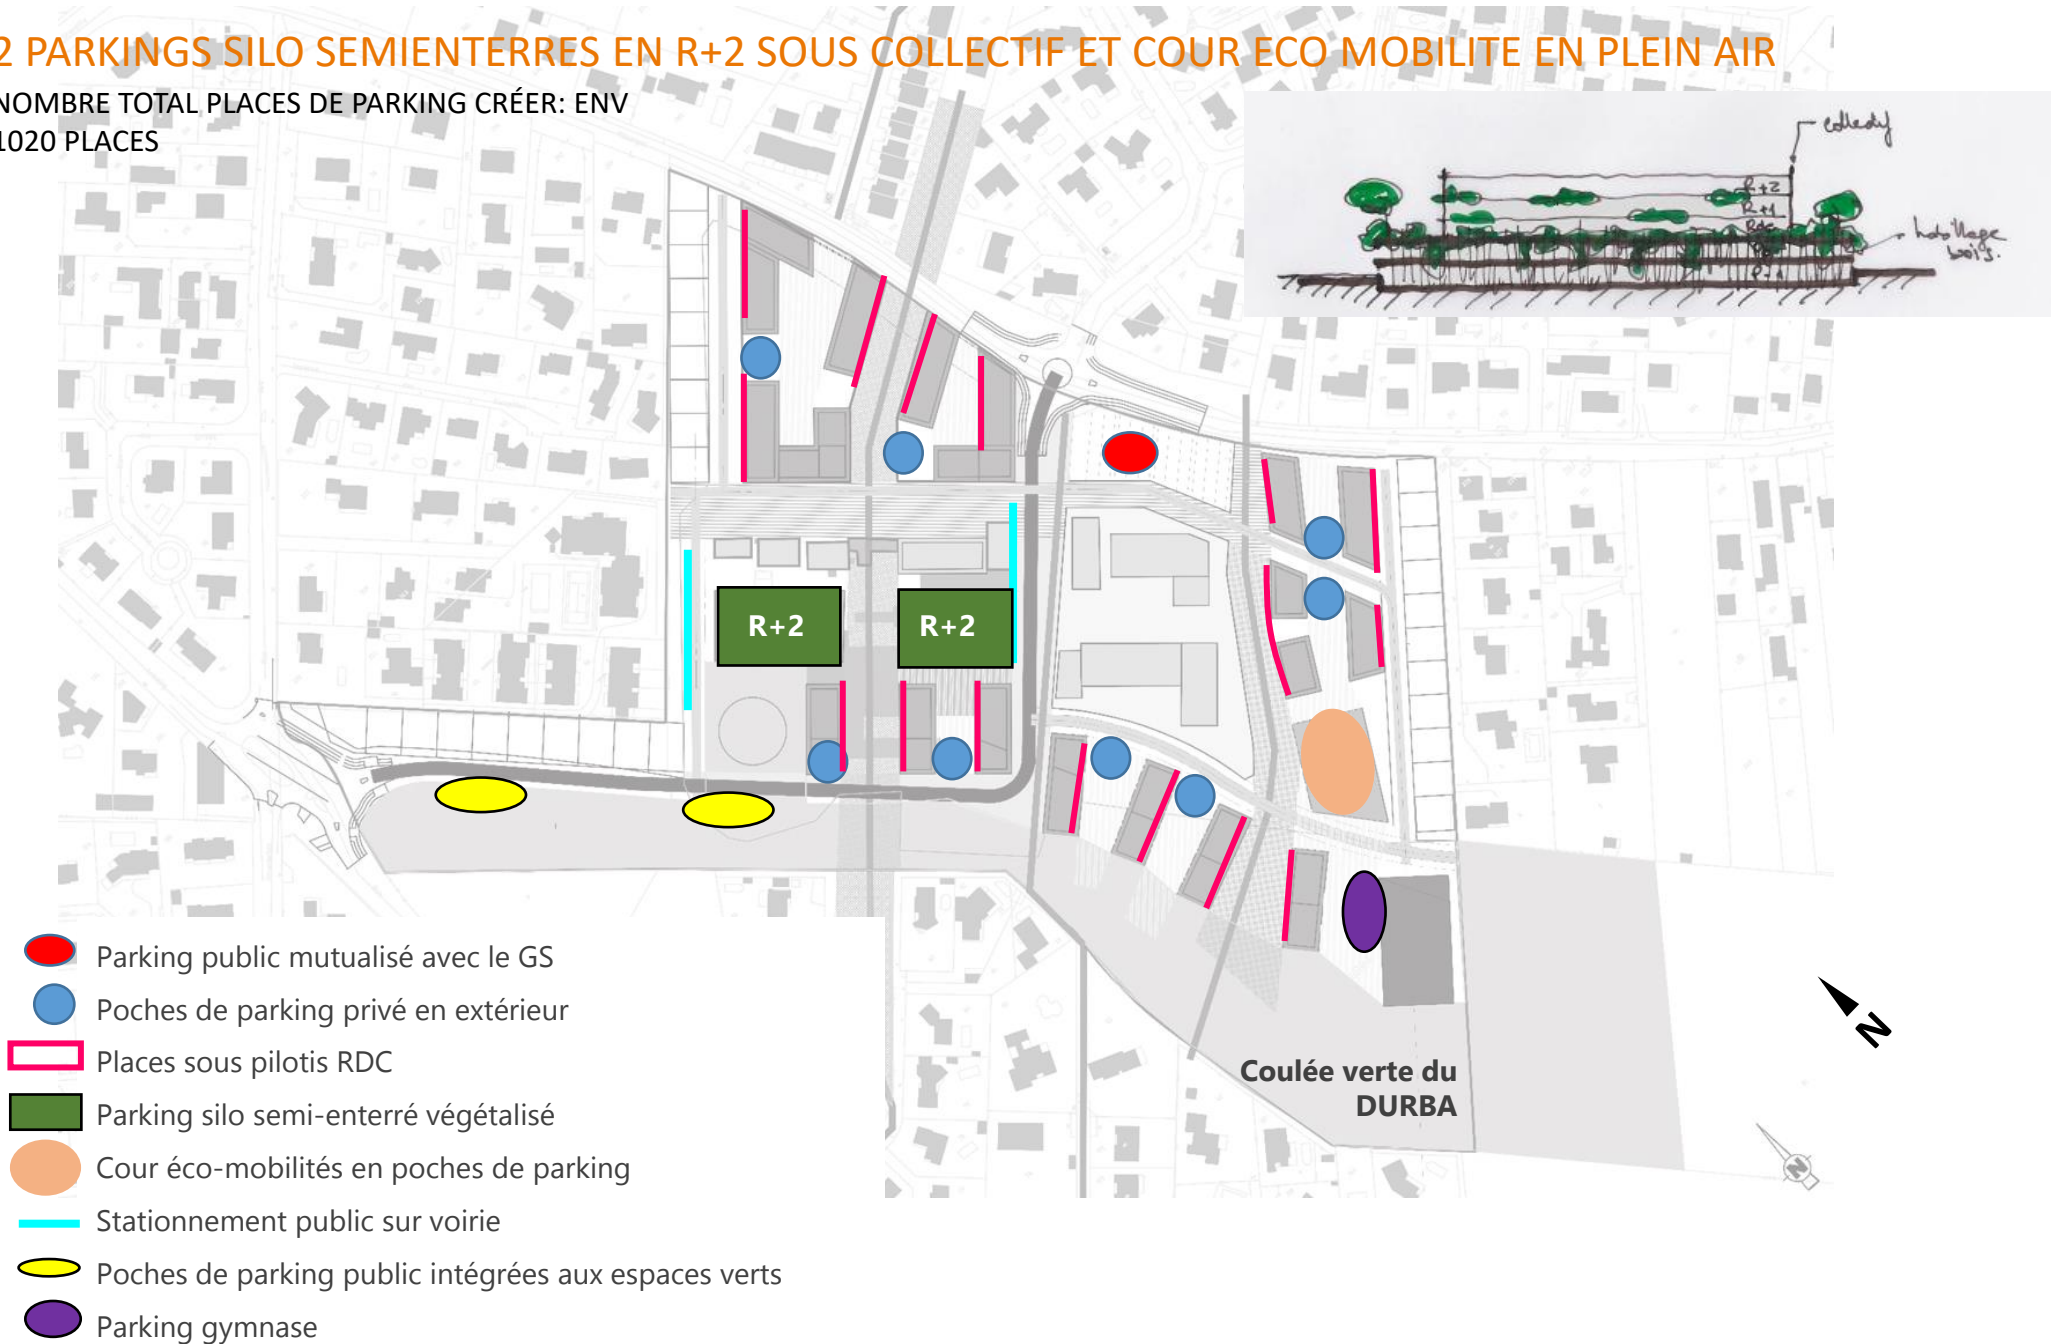 2 PARKINGS SILO SEMIENTERRES EN R+2 SOUS COLLECTIF ET COUR ECO MOBILITE EN PLEIN AIR
NOMBRE TOTAL PLACES DE PARKING CRÉER: ENV
1020 PLACES
collectif
R+2
R+1
habillage
bois.
R+2
R+2
Parking public mutualisé avec le GS
Poches de parking privé en extérieur
Places sous pilotis RDC
Parking silo semi-enterré végétalisé
Cour éco-mobilités en poches de parking
Stationnement public sur voirie
Poches de parking public intégrées aux espaces verts
Parking gymnase
Coulée verte du
DURBA
N
N